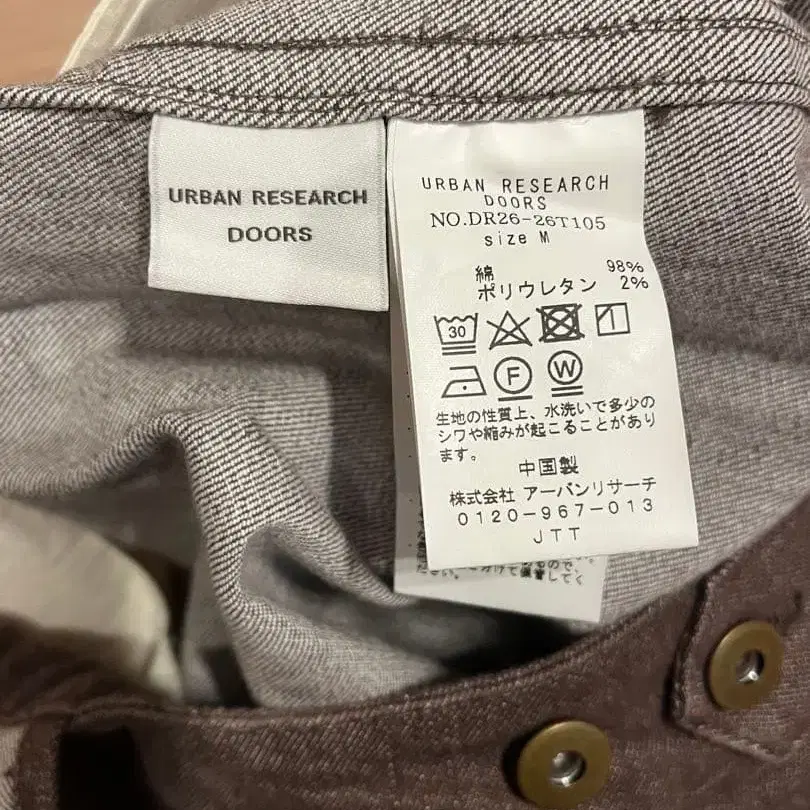 URBAN RESEARCH
DOORS
URBAN RESEARCH
DOORS
NO.DR26-26T105
size M
綿 98%
ポリウレタン 2%
30
F
W
生地の性質上、水洗いで多少の
シワや縮みが起こることがあり
ます。
中国製
株式会社 アーバンリサーチ
0120-967-013
JTT